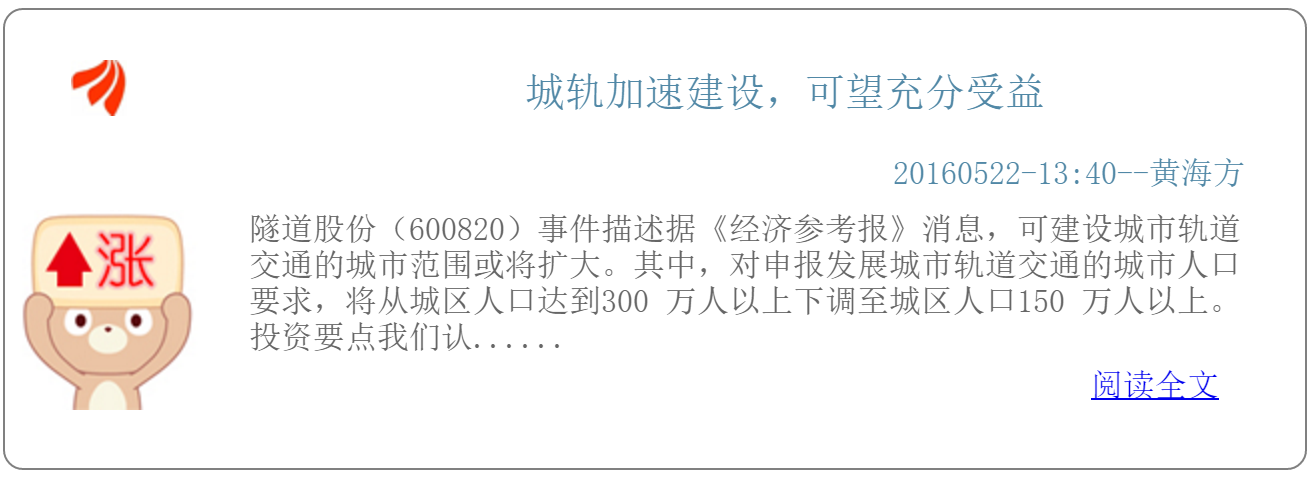 城轨加速建设，可望充分受益
20160522-13:40--黄海方
涨
隧道股份（600820）事件描述据《经济参考报》消息，可建设城市轨道
交通的城市范围或将扩大。其中，对申报发展城市轨道交通的城市人口
要求，将从城区人口达到300 万人以上下调至城区人口150 万人以上。
投资要点我们认......
阅读全文